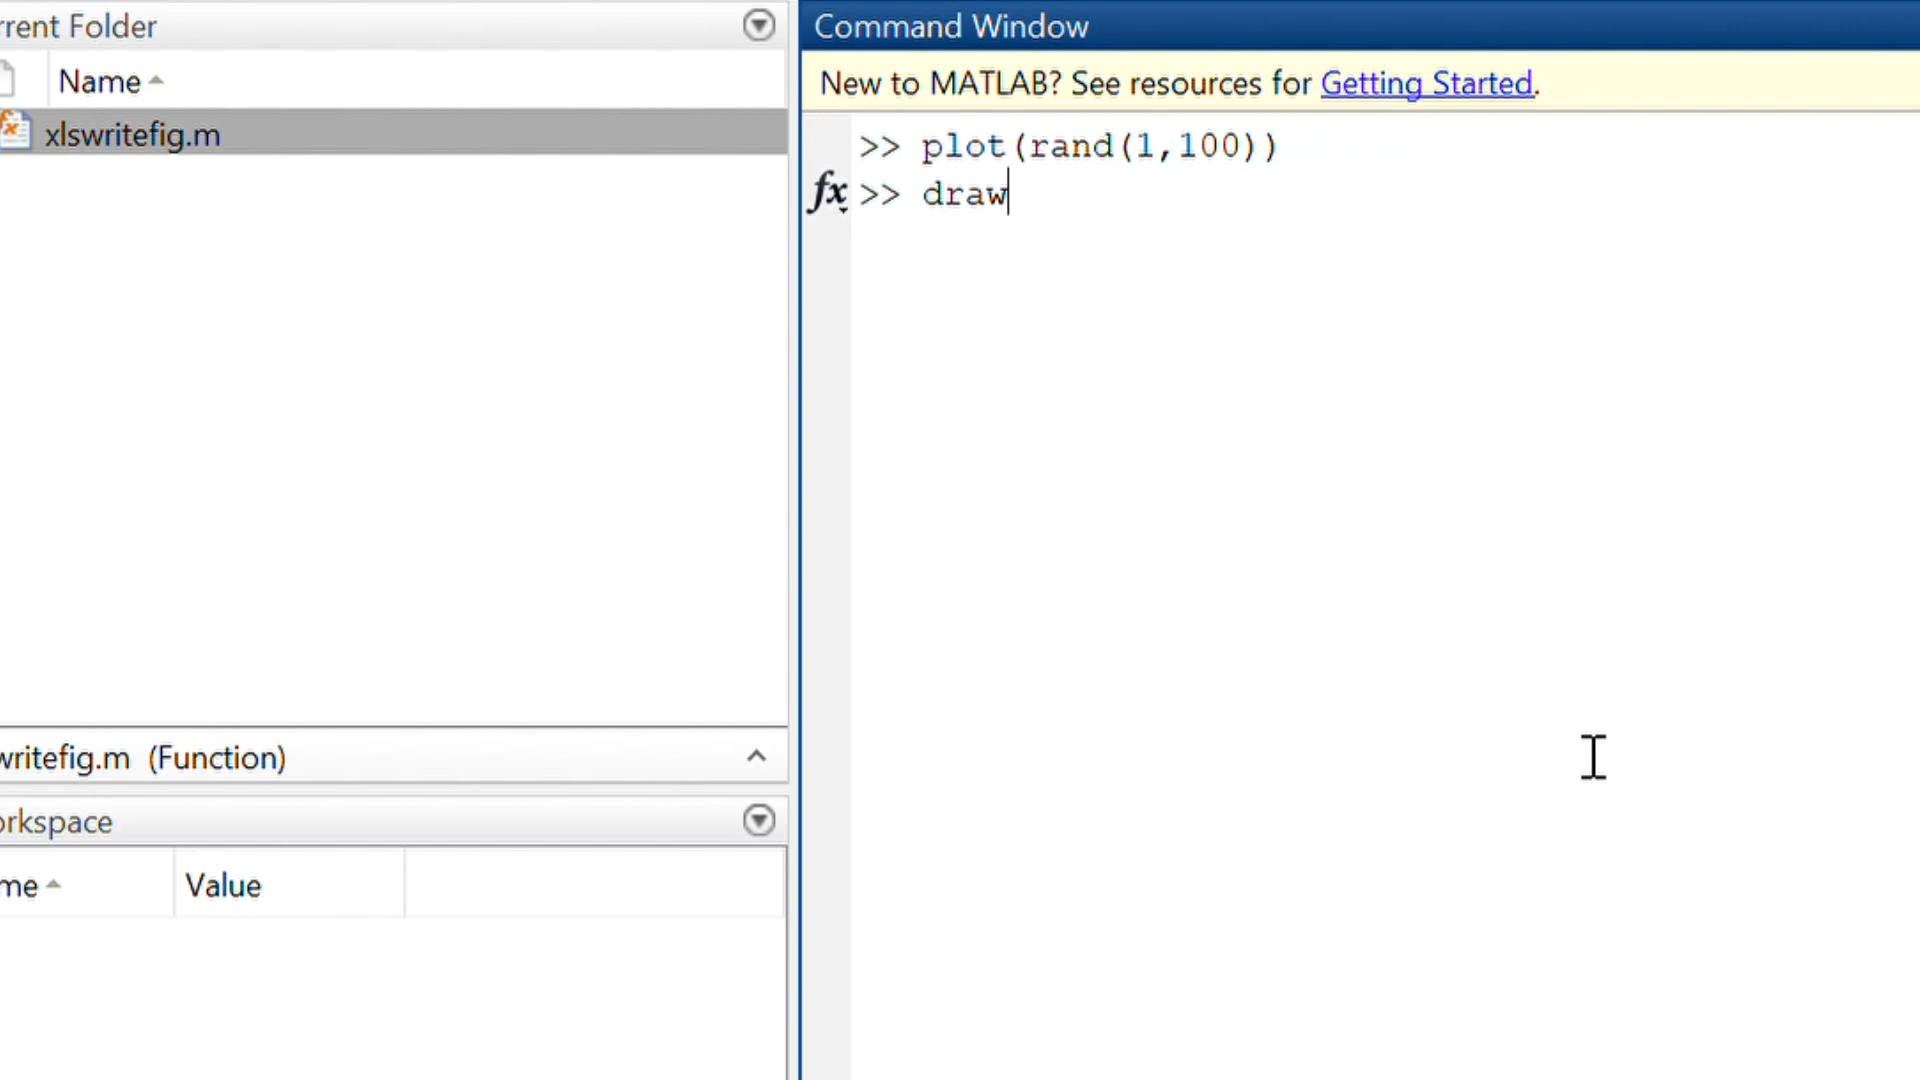 rrent Folder
Name
xlswritefig.m
writefig.m (Function)
orkspace
me Value
Command Window
New to MATLAB? See resources for Getting Started.
>> plot(rand(1,100))
fx >> draw